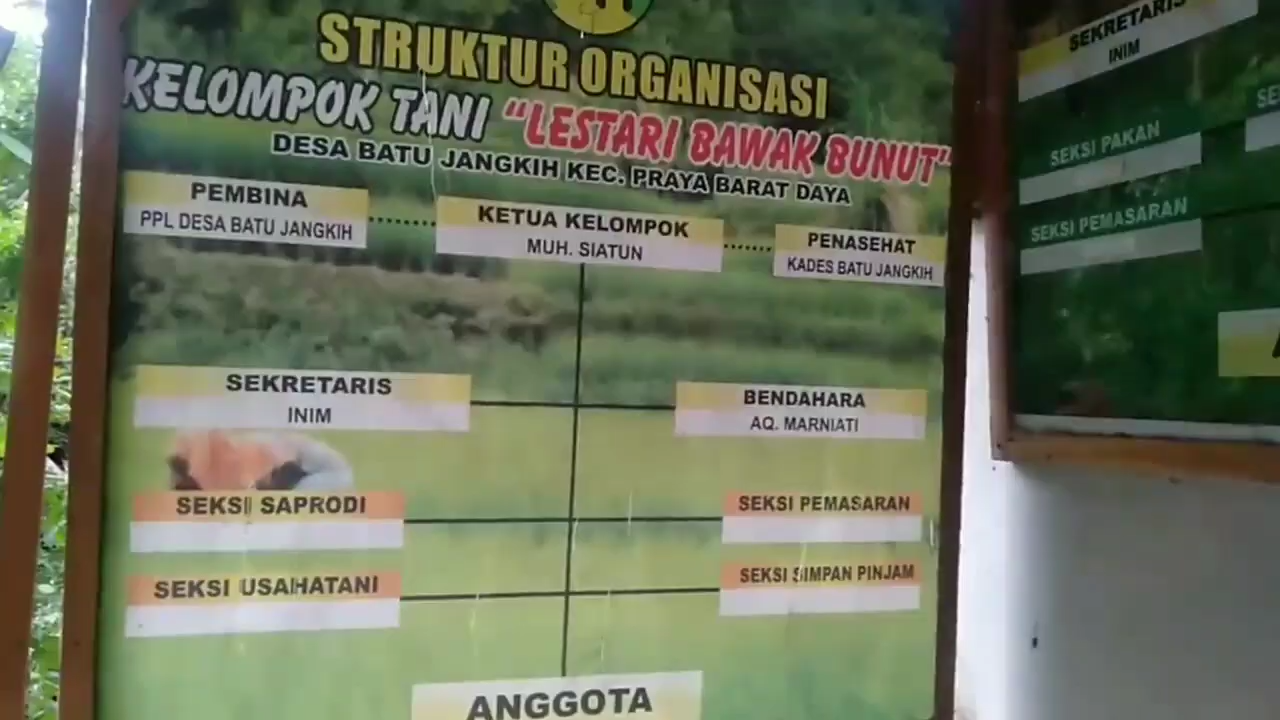 STRUKTUR ORGANISASI
KELOMPOK TANI "LESTARI BAWAK BUNUT"
DESA BATU JANGKIH KEC. PRAYA BARAT DAYA
PEMBINA
PPL DESA BATU JANGKIH
KETUA KELOMPOK
MUH. SIATUN
PENASEHAT
KADES BATU JANGKIH
SEKRETARIS
INIM
BENDAHARA
AQ. MARNIATI
SEKSI SAPRODI
SEKSI PEMASARAN
SEKSI USAHATANI
SEKSI SIMPAN PINJAM
ANGGOTA
SEKRETARIS
INIM
SEKSI PAKAN
SEKSI PEMASARAN